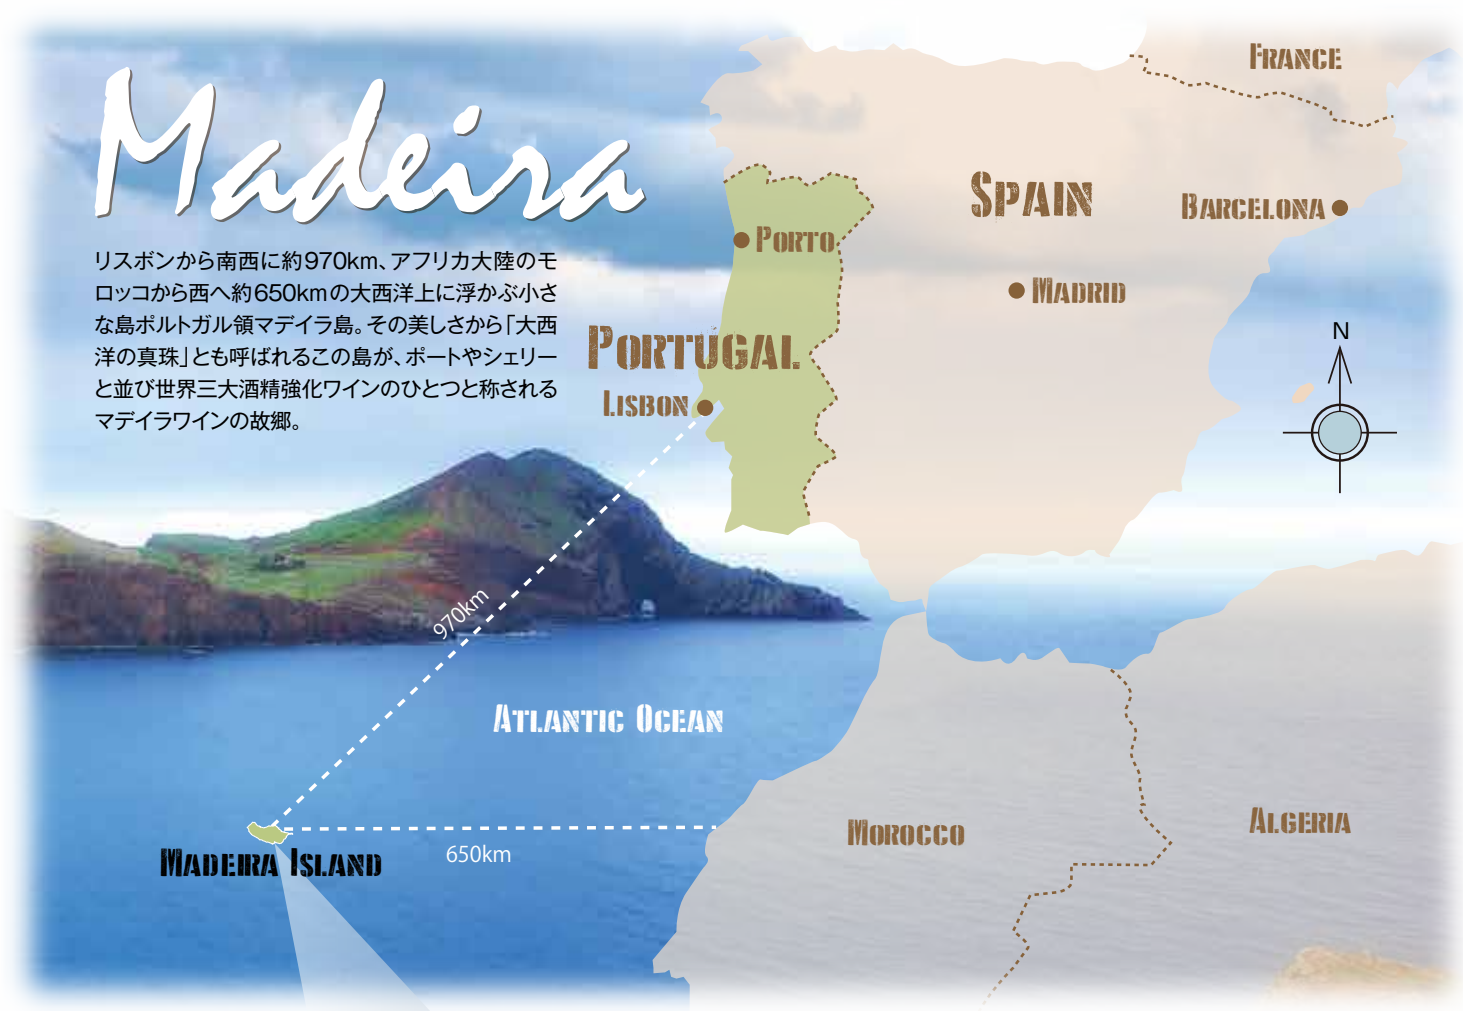 Madeira
リスボンから南西に約970km、アフリカ大陸のモ
ロッコから西へ約650kmの大西洋上に浮かぶ小さ
な島ポルトガル領マデイラ島。その美しさから「大西
洋の真珠」とも呼ばれるこの島が、ポートやシェリー
と並び世界三大酒精強化ワインのひとつと称される
マデイラワインの故郷。
FRANCE
SPAIN
BARCELONA
PORTO
MADRID
PORTUGAL
LISBON
N
970km
ATLANTIC OCEAN
MADEIRA ISLAND
650km
MOROCCO
ALGERIA